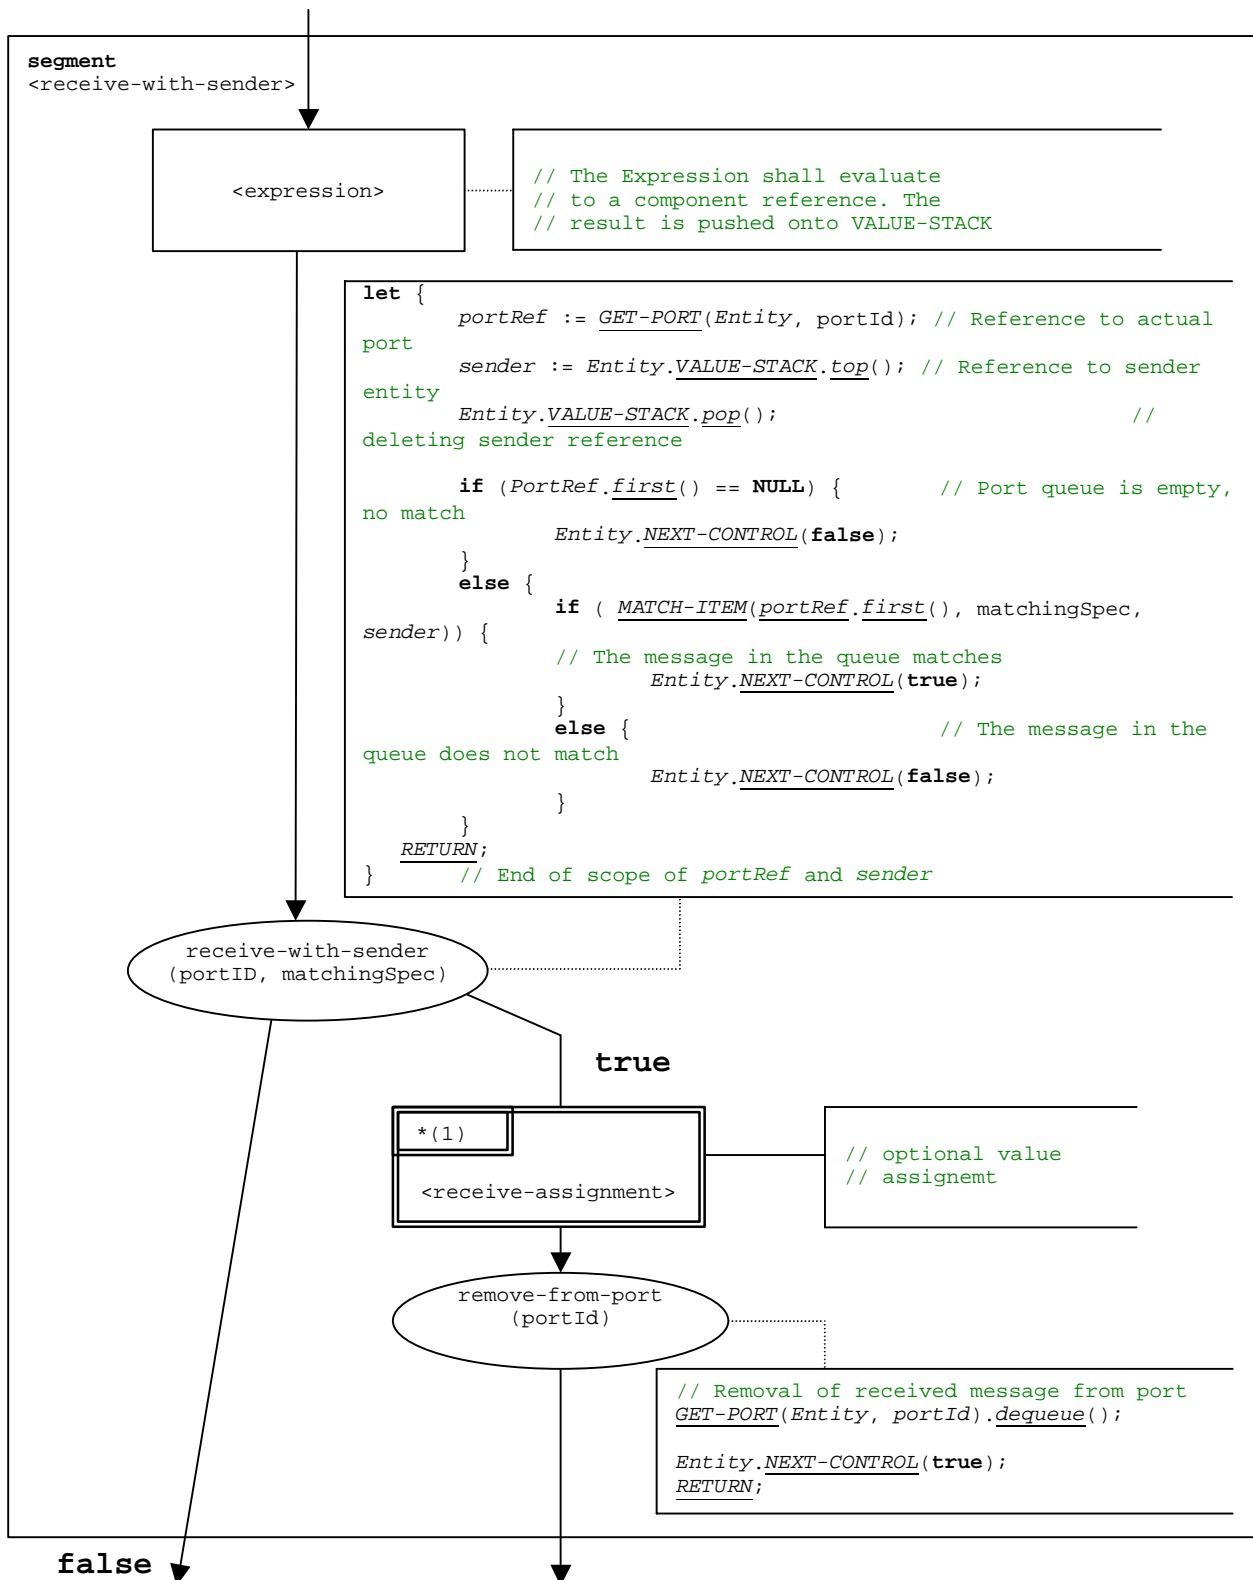 segment
<receive-with-sender>
<expression>
// The Expression shall evaluate
// to a component reference. The
// result is pushed onto VALUE-STACK
let {
portRef := GET-PORT(Entity, portId); // Reference to actual
port
sender := Entity.VALUE-STACK.top(); // Reference to sender
entity
Entity.VALUE-STACK.pop(); //
deleting sender reference
if (PortRef.first() == NULL) { // Port queue is empty,
no match
Entity.NEXT-CONTROL(false);
}
else {
if ( MATCH-ITEM(portRef.first(), matchingSpec,
sender)) {
// The message in the queue matches
Entity.NEXT-CONTROL(true);
}
else { // The message in the
queue does not match
Entity.NEXT-CONTROL(false);
}
}
RETURN;
} // End of scope of portRef and sender
receive-with-sender
(portID, matchingSpec)
true
*(1)
<receive-assignment>
// optional value
// assignemt
remove-from-port
(portId)
// Removal of received message from port
GET-PORT(Entity, portId).dequeue();
Entity.NEXT-CONTROL(true);
RETURN;
false